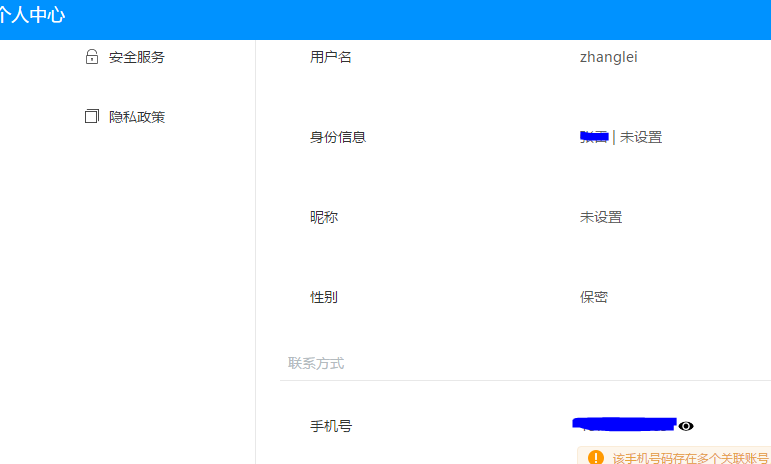 个人中心
安全服务
隐私政策
用户名 zhanglei
身份信息 | 未设置
昵称 未设置
性别 保密
联系方式
手机号
该手机号码存在多个关联账号